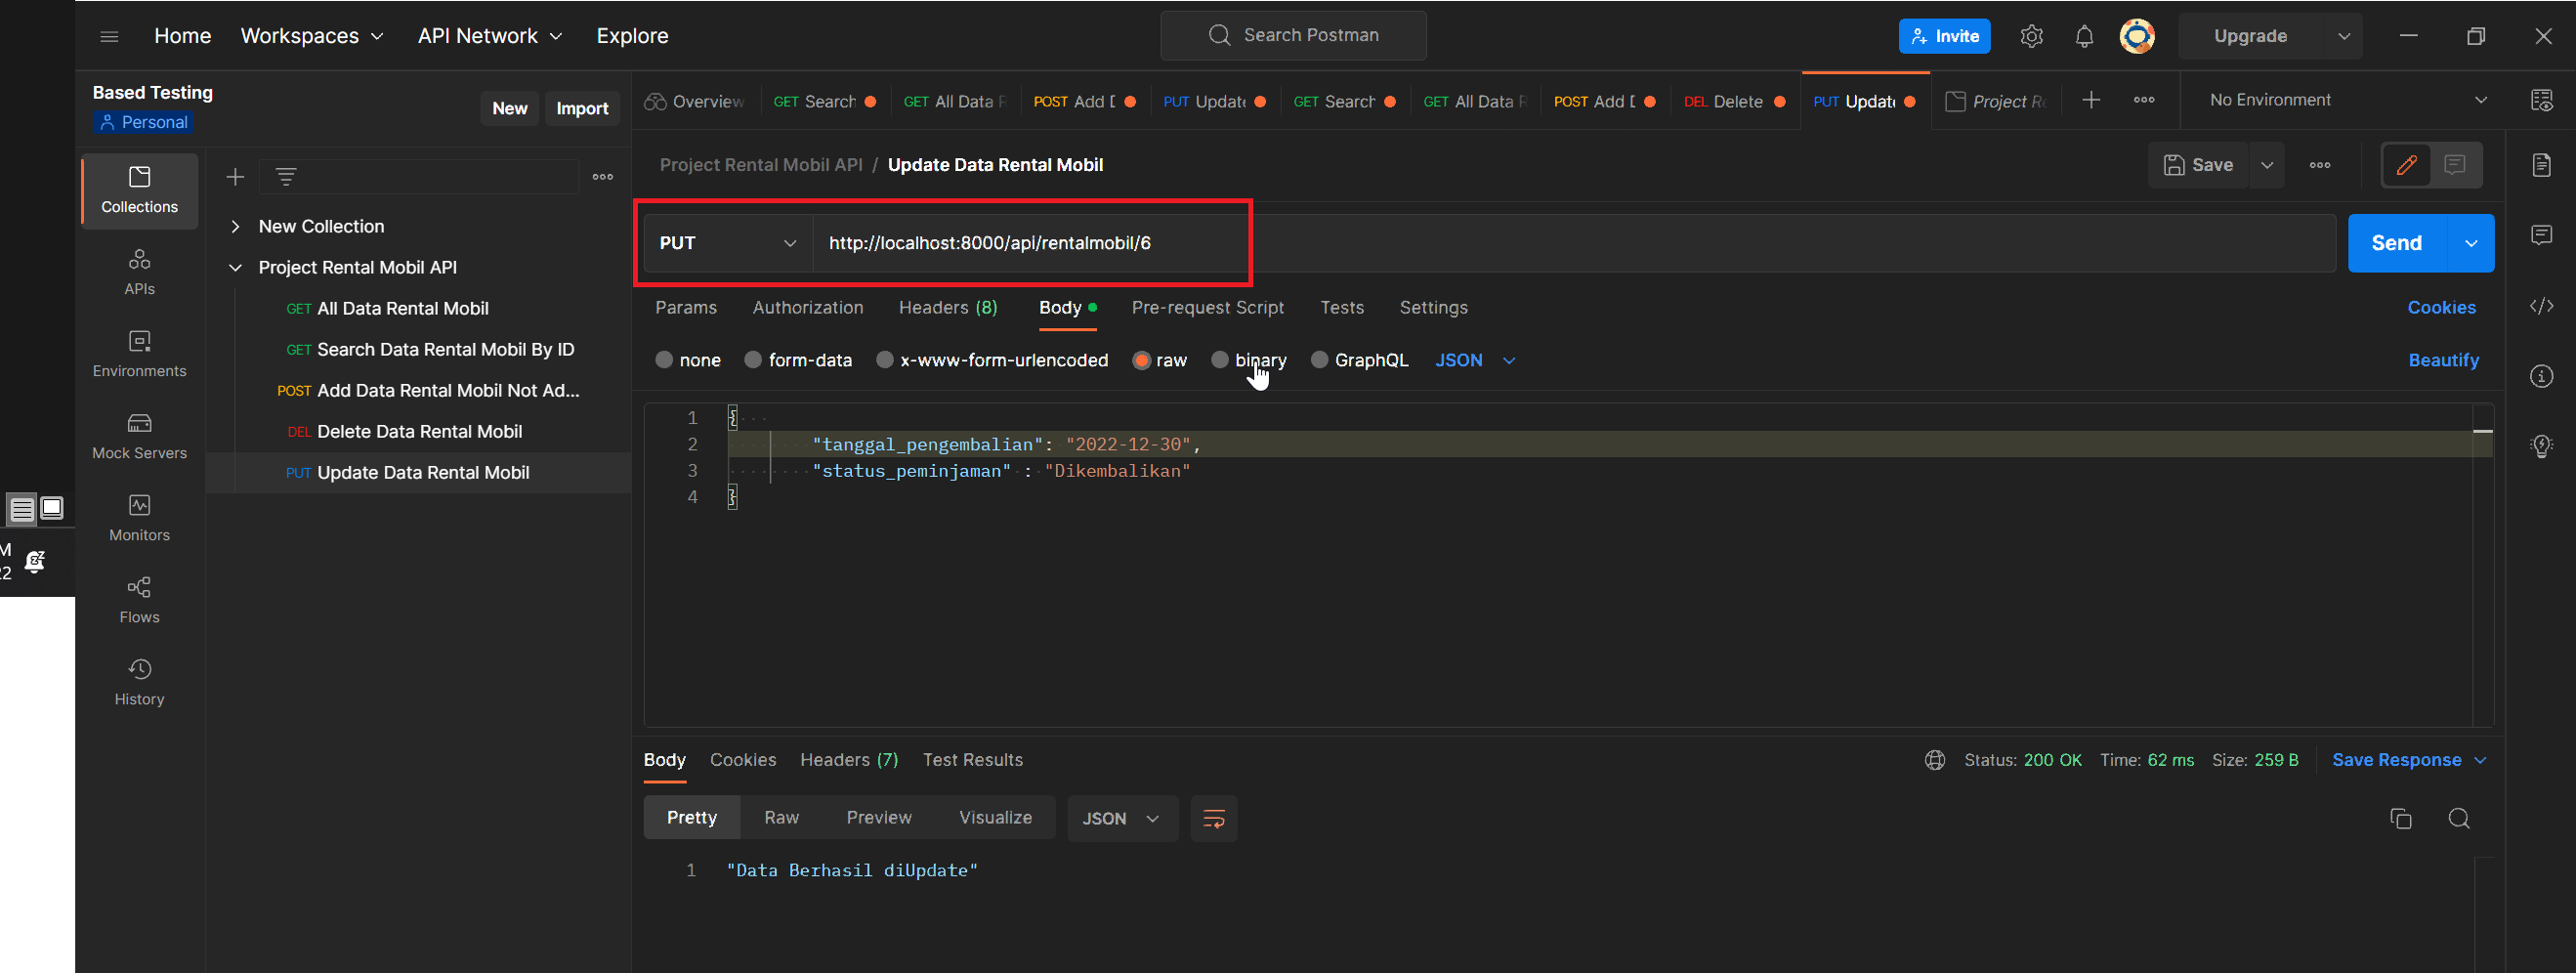 Home Workspaces API Network Explore Search Postman Invite Upgrade
Based Testing
Personal
New Import
Overview GET Search GET All Data POST Add PUT Update GET Search GET All Data POST Add DEL Delete PUT Update Project No Environment
Project Rental Mobil API / Update Data Rental Mobil
Save
Collections
APIs
Environments
Mock Servers
Monitors
Flows
History
New Collection
Project Rental Mobil API
GET All Data Rental Mobil
GET Search Data Rental Mobil By ID
POST Add Data Rental Mobil Not Ad...
DEL Delete Data Rental Mobil
PUT Update Data Rental Mobil
PUT http://localhost:8000/api/rentalmobil/6 Send
Params Authorization Headers (8) Body Pre-request Script Tests Settings Cookies
none form-data x-www-form-urlencoded raw binary GraphQL JSON Beautify
1 {
2 "tanggal_pengembalian": "2022-12-30",
3 "status_peminjaman" : "Dikembalikan"
4 }
Body Cookies Headers (7) Test Results Status: 200 OK Time: 62 ms Size: 259 B Save Response
Pretty Raw Preview Visualize JSON
1 "Data Berhasil diUpdate"